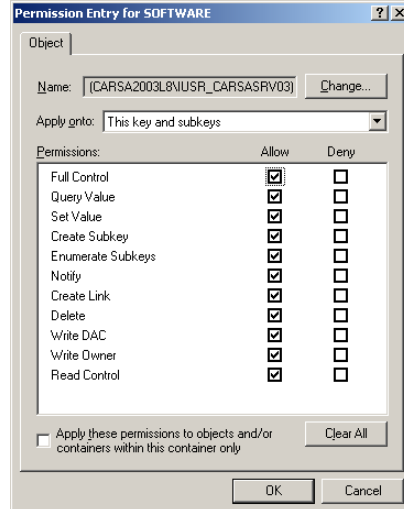 Permission Entry for SOFTWARE
Object
Name: (CARSA2003L8\IUSR_CARSASRV03) Change...
Apply onto: This key and subkeys
Permissions: Allow Deny
Full Control
Query Value
Set Value
Create Subkey
Enumerate Subkeys
Notify
Create Link
Delete
Write DAC
Write Owner
Read Control
Apply these permissions to objects and/or
containers within this container only
Clear All
OK Cancel